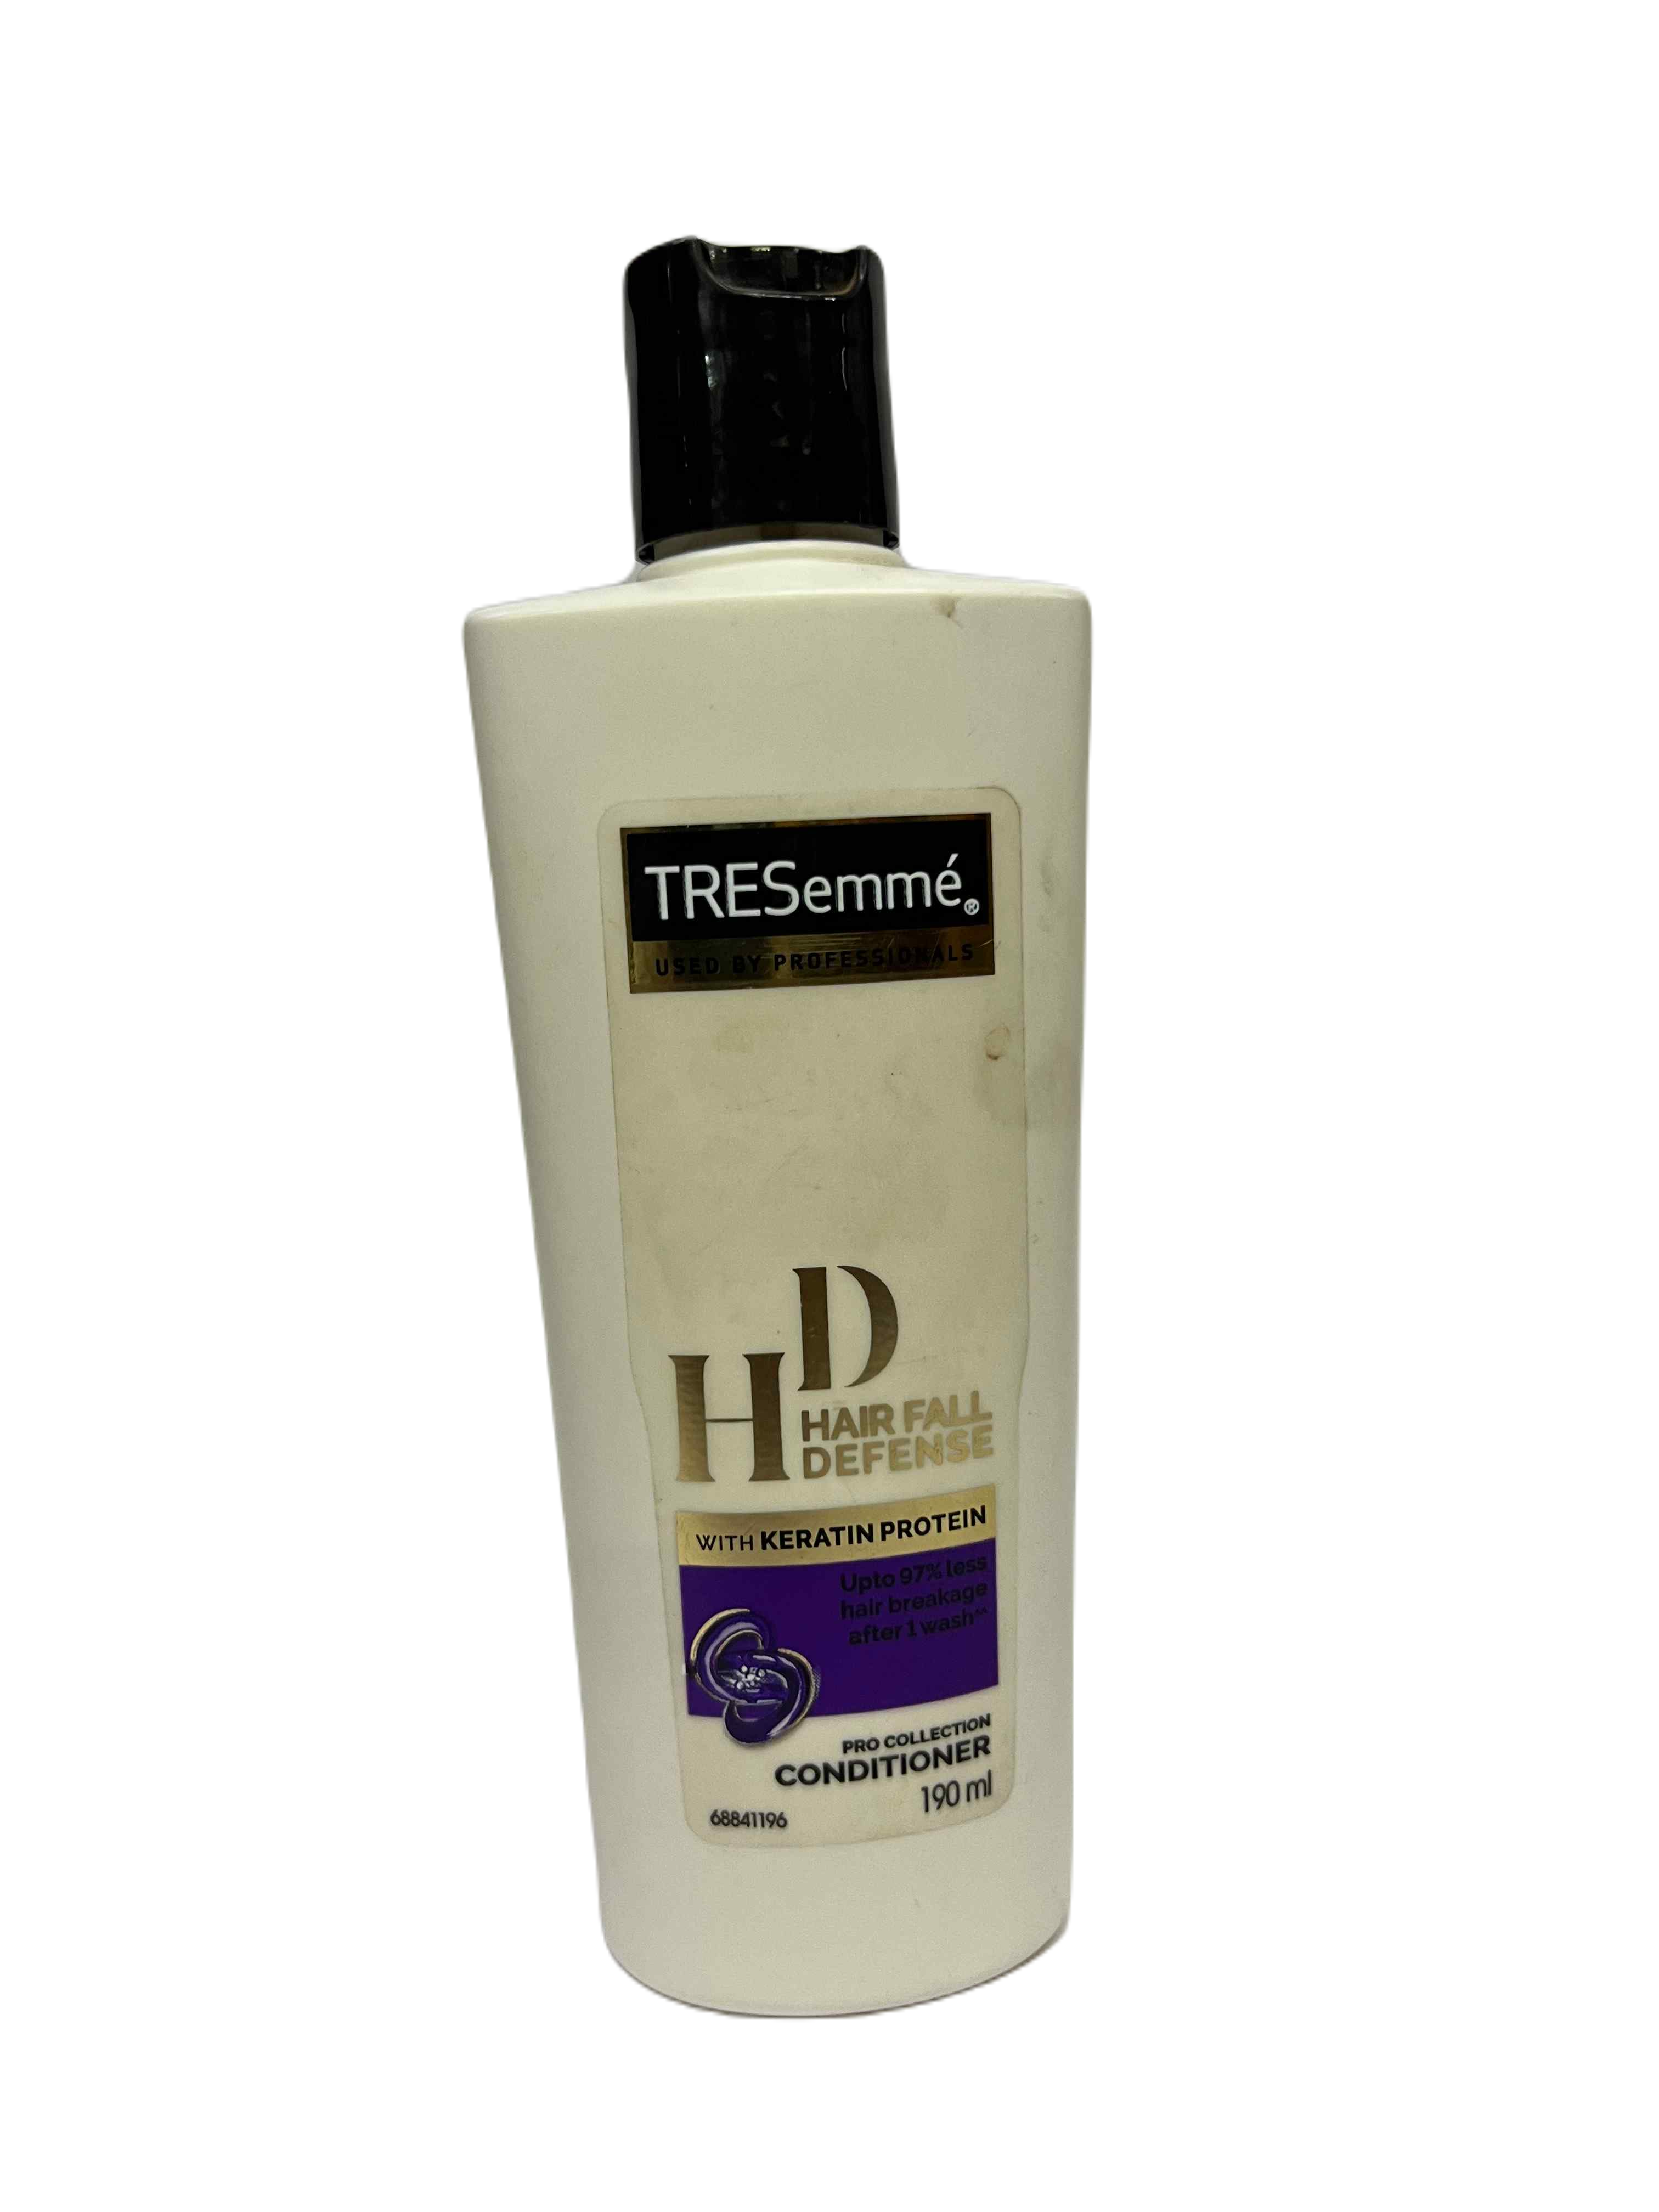 TRESemmé®
USED BY PROFESSIONALS
HD
HAIR FALL
DEFENSE
WITH KERATIN PROTEIN
Upto 97% less
hair breakage
after 1 wash^^
PRO COLLECTION
CONDITIONER
190 ml
68841196